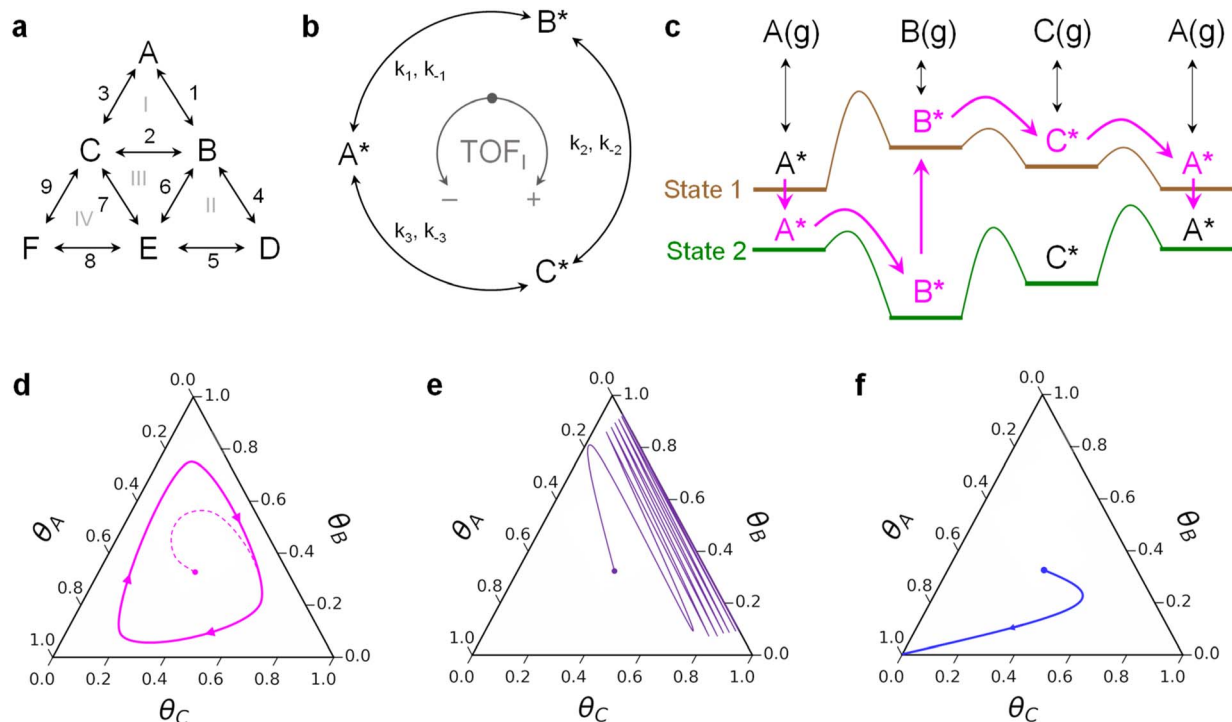 a
A
3
I
1
2
C
B
9
III
6
4
IV
7
II
F
E
D
8
5
b
B*
k1, k-1
A*
TOFI
k2, k-2
− +
k3, k-3
C*
c
A(g) B(g) C(g) A(g)
B*
C*
A*
A*
State 1
A*
A*
State 2
C*
B*
d
0.0
1.0
0.2
0.8
0.4
0.6
θA
θB
0.6
0.4
0.8
0.2
1.0
0.0
0.0 0.2 0.4 0.6 0.8 1.0
θC
e
0.0
1.0
0.2
0.8
0.4
0.6
θA
θB
0.6
0.4
0.8
0.2
1.0
0.0
0.0 0.2 0.4 0.6 0.8 1.0
θC
f
0.0
1.0
0.2
0.8
0.4
0.6
θA
θB
0.6
0.4
0.8
0.2
1.0
0.0
0.0 0.2 0.4 0.6 0.8 1.0
θC